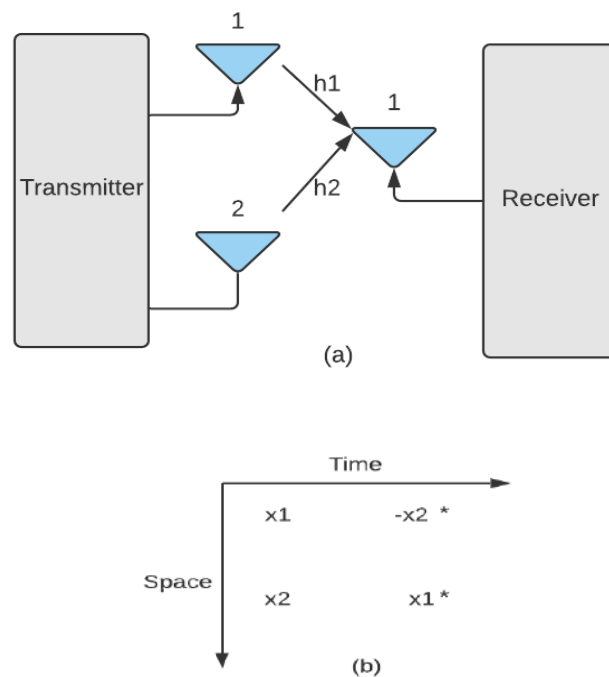 1
h1
1
Transmitter
Receiver
h2
2
(a)
Time
x1 -x2 *
Space
x2 x1 *
(b)